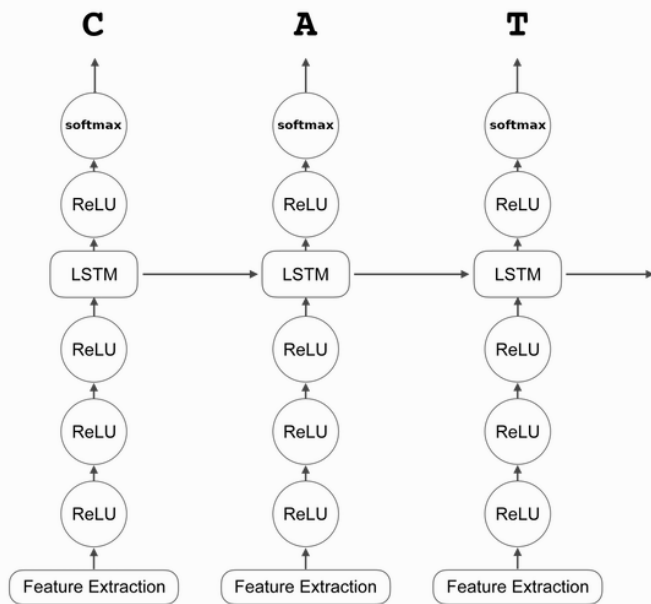 C A T
softmax softmax softmax
ReLU ReLU ReLU
LSTM LSTM LSTM
ReLU ReLU ReLU
ReLU ReLU ReLU
ReLU ReLU ReLU
Feature Extraction Feature Extraction Feature Extraction